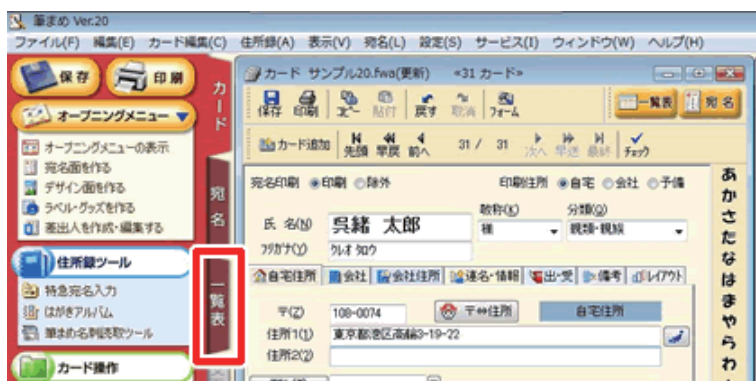 筆まめ Ver.20
ファイル(F) 編集(E) カード編集(C) 住所録(A) 表示(V) 宛名(L) 設定(S) サービス(I) ウィンドウ(W) ヘルプ(H)
保存 印刷
オープニングメニュー
オープニングメニューの表示
宛名面を作る
デザイン面を作る
ラベル・グッズを作る
差出人を作成・編集する
住所録ツール
特急宛名入力
はがきアルバム
筆まめ名刺読取ツール
カード操作
カード
宛名
一覧表
カード サンプル20.fwa(更新) «31 カード»
保存 印刷 コピー 貼付 戻す 取消 フォーム 一覧表 宛名
カード追加 先頭 早戻 前へ 31 / 31 次へ 早送 最終 チェック
宛名印刷 印刷 除外 印刷住所 自宅 会社 予備
敬称(K) 分類(Q)
氏 名(N) 呉緒 太郎 様 親類・親族
フリガナ(Y) クレオ タロウ
自宅住所 会社 会社住所 連名・情報 出・受 備考 レイアウト
〒(Z) 108-0074 〒⇔住所 自宅住所
住所1(1) 東京都港区高輪3-19-22
住所2(2)
あ
か
さ
た
な
は
ま
や
ら
わ